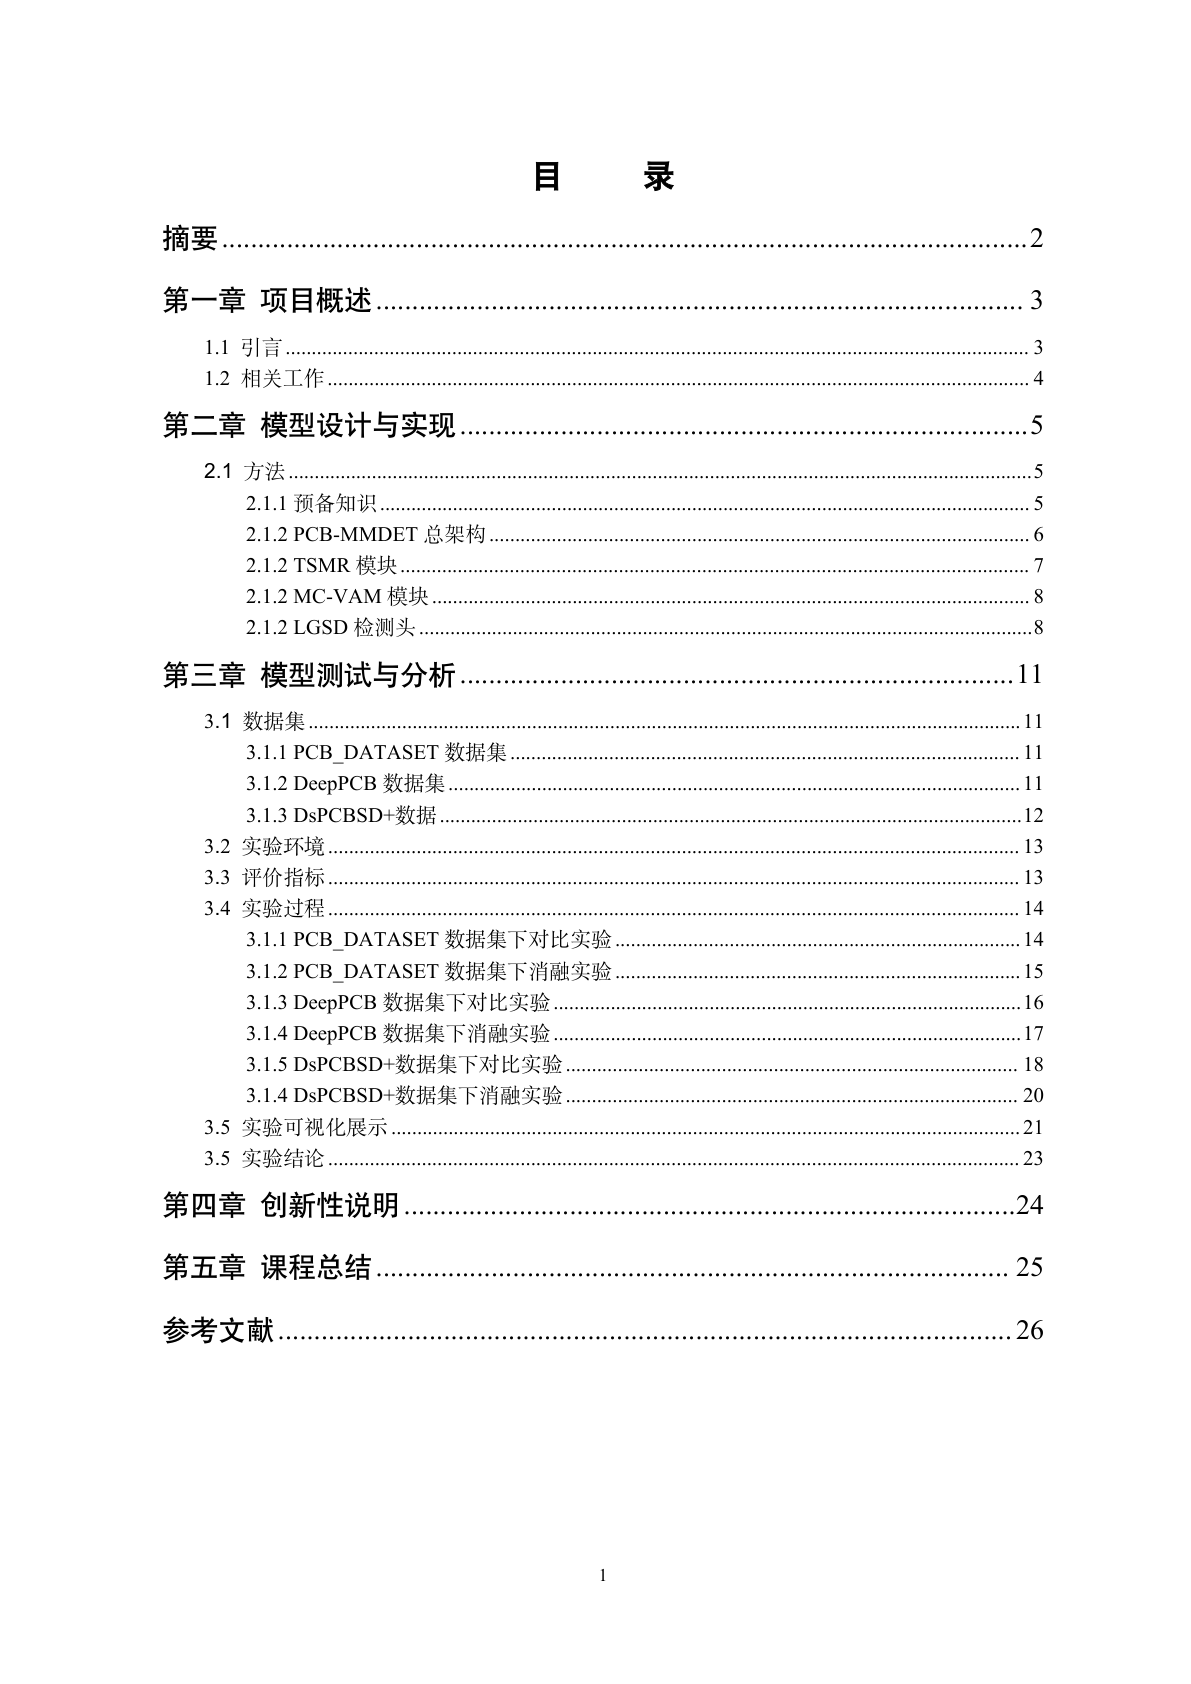 目 录
摘要........................................2
第一章 项目概述........................................3
1.1 引言........................................3
1.2 相关工作........................................4
第二章 模型设计与实现........................................5
2.1 方法........................................5
2.1.1 预备知识........................................5
2.1.2 PCB-MMDET 总架构........................................6
2.1.2 TSMR 模块........................................7
2.1.2 MC-VAM 模块........................................8
2.1.2 LGSD 检测头........................................8
第三章 模型测试与分析........................................11
3.1 数据集........................................11
3.1.1 PCB_DATASET 数据集........................................11
3.1.2 DeepPCB 数据集........................................11
3.1.3 DsPCBSD+数据........................................12
3.2 实验环境........................................13
3.3 评价指标........................................13
3.4 实验过程........................................14
3.1.1 PCB_DATASET 数据集下对比实验........................................14
3.1.2 PCB_DATASET 数据集下消融实验........................................15
3.1.3 DeepPCB 数据集下对比实验........................................16
3.1.4 DeepPCB 数据集下消融实验........................................17
3.1.5 DsPCBSD+数据集下对比实验........................................18
3.1.4 DsPCBSD+数据集下消融实验........................................20
3.5 实验可视化展示........................................21
3.5 实验结论........................................23
第四章 创新性说明........................................24
第五章 课程总结........................................25
参考文献........................................26
1